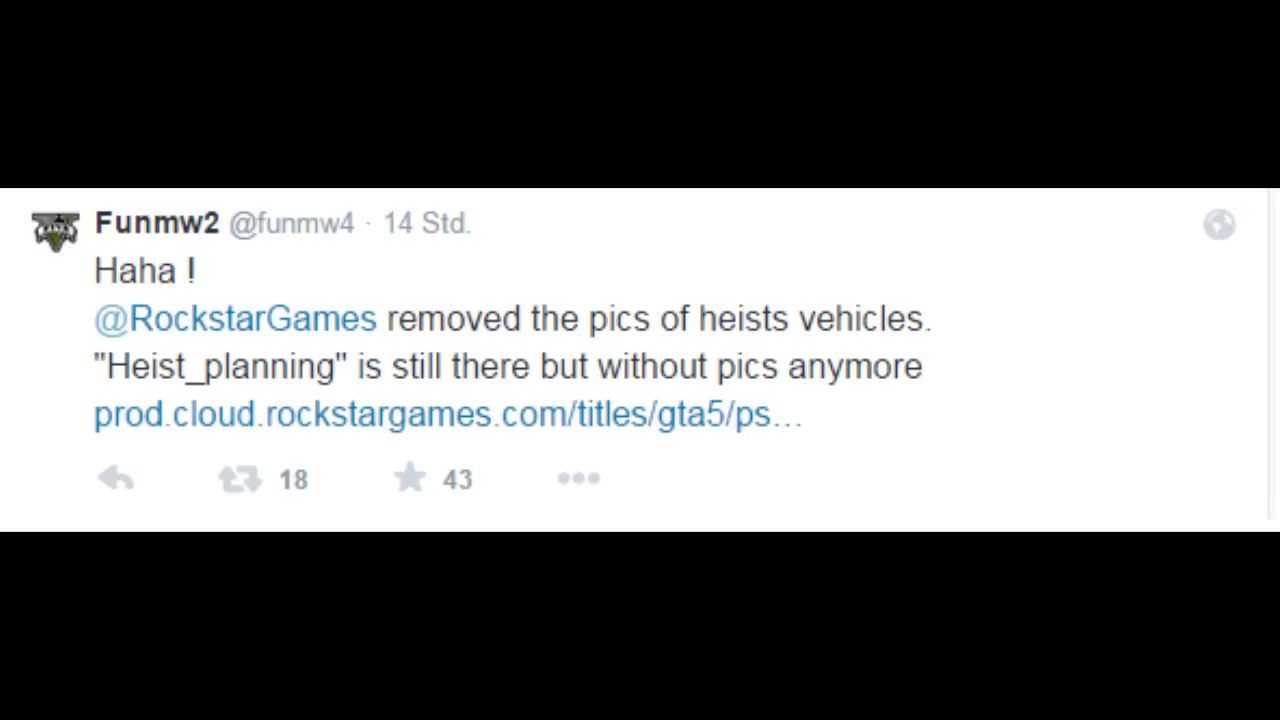 Funmw2 @funmw4 · 14 Std.
Haha !
@RockstarGames removed the pics of heists vehicles.
"Heist_planning" is still there but without pics anymore
prod.cloud.rockstargames.com/titles/gta5/ps...
18 43